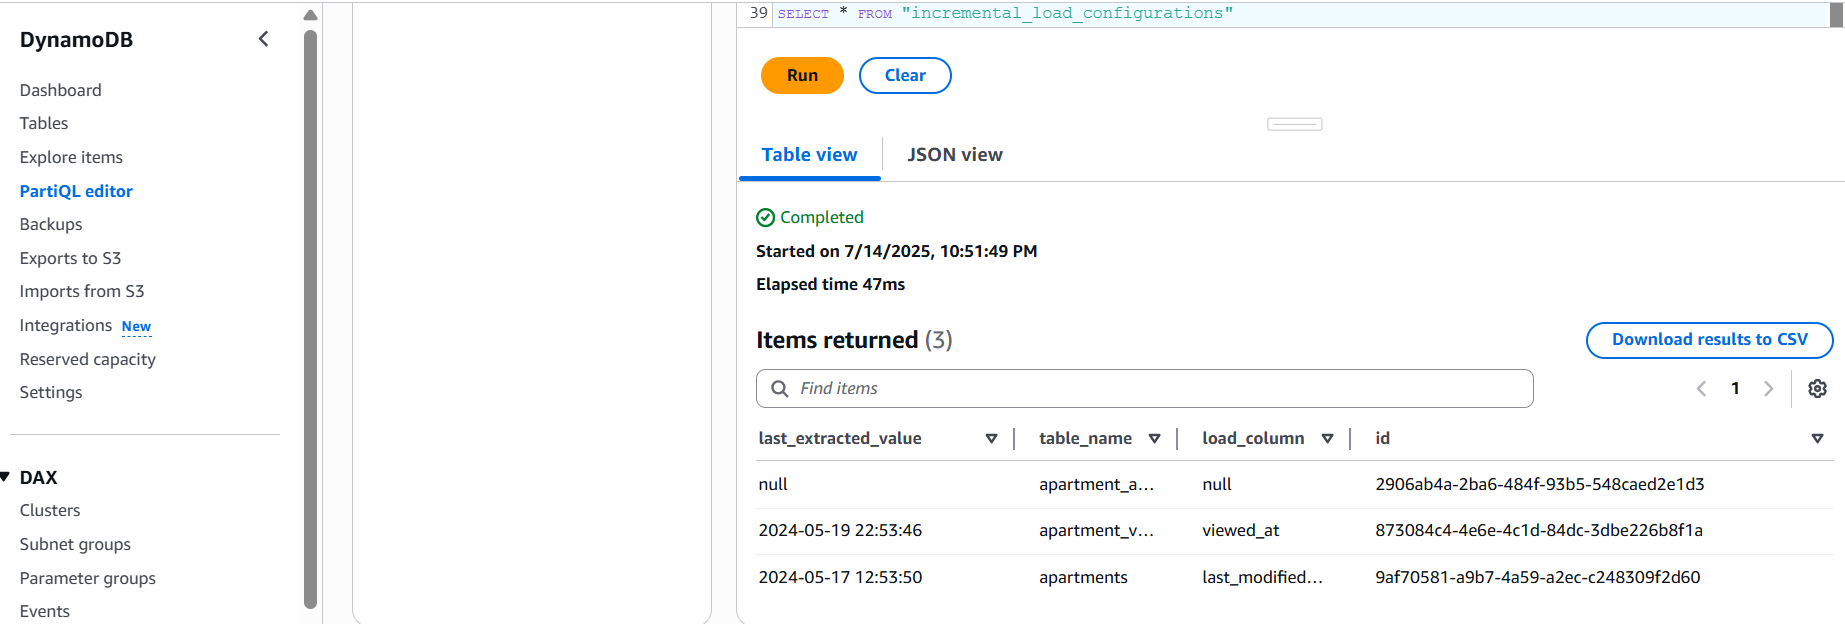 DynamoDB
Dashboard
Tables
Explore items
PartiQL editor
Backups
Exports to S3
Imports from S3
Integrations New
Reserved capacity
Settings
DAX
Clusters
Subnet groups
Parameter groups
Events
39 SELECT * FROM "incremental_load_configurations"
Run Clear
Table view JSON view
Completed
Started on 7/14/2025, 10:51:49 PM
Elapsed time 47ms
Items returned (3) Download results to CSV
Find items 1
last_extracted_value table_name load_column id
null apartment_a... null 2906ab4a-2ba6-484f-93b5-548caed2e1d3
2024-05-19 22:53:46 apartment_v... viewed_at 873084c4-4e6e-4c1d-84dc-3dbe226b8f1a
2024-05-17 12:53:50 apartments last_modified... 9af70581-a9b7-4a59-a2ec-c248309f2d60